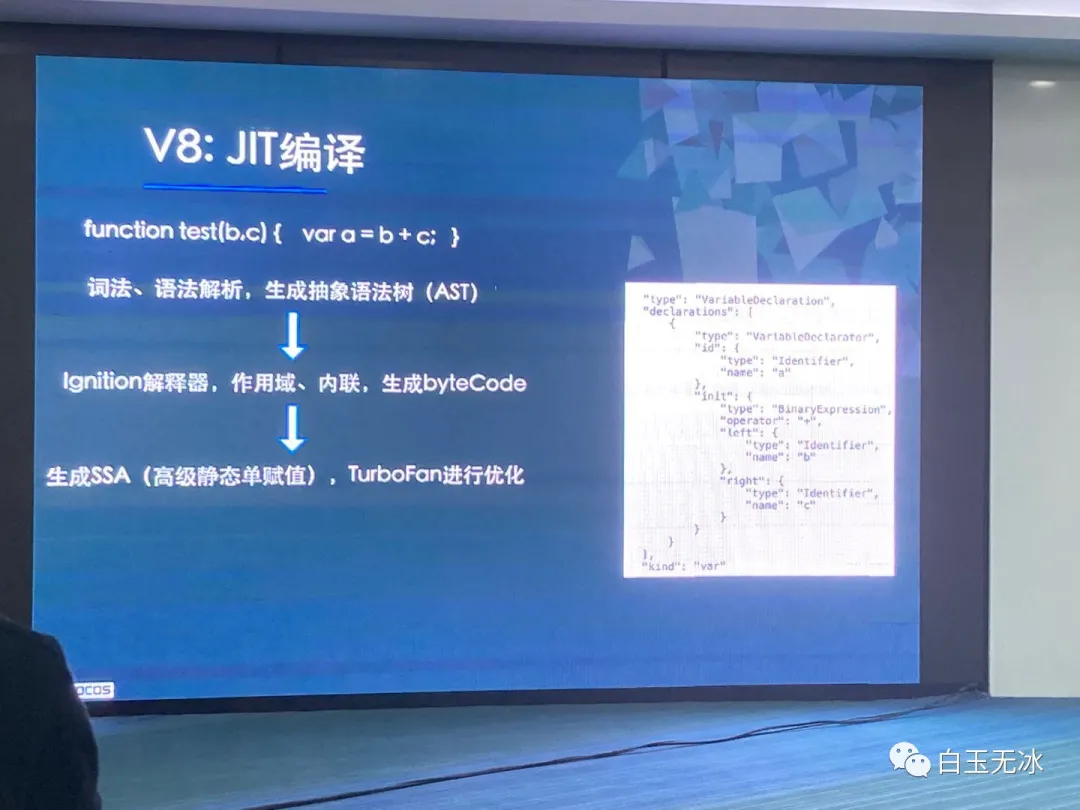 V8: JIT编译
function test(b,c) { var a = b + c; }
词法、语法解析，生成抽象语法树（AST）
Ignition解释器，作用域、内联，生成byteCode
生成SSA（高级静态单赋值），TurboFan进行优化
"type": "VariableDeclaration",
"declarations": [
{
"type": "VariableDeclarator",
"id": {
"type": "Identifier",
"name": "a"
},
"init": {
"type": "BinaryExpression",
"operator": "+",
"left": {
"type": "Identifier",
"name": "b"
},
"right": {
"type": "Identifier",
"name": "c"
}
}
}
],
"kind": "var"
ocos
白玉无冰